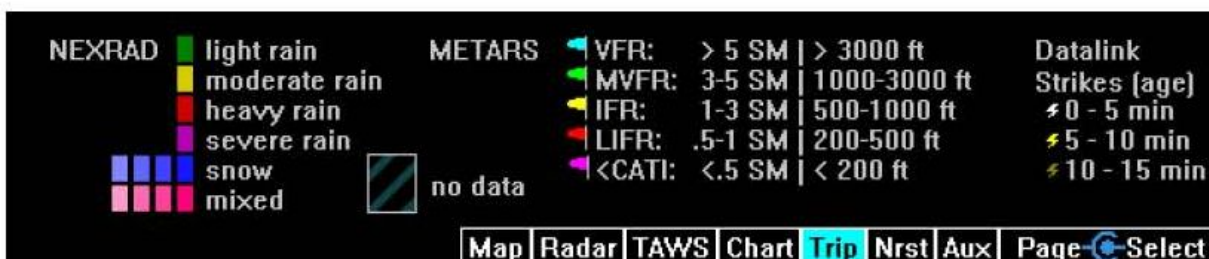 NEXRAD light rain METARS VFR: > 5 SM | > 3000 ft Datalink
moderate rain MVFR: 3-5 SM | 1000-3000 ft Strikes (age)
heavy rain IFR: 1-3 SM | 500-1000 ft 0 - 5 min
severe rain LIFR: .5-1 SM | 200-500 ft 5 - 10 min
snow <CATI: <.5 SM | < 200 ft 10 - 15 min
mixed no data
Map Radar TAWS Chart Trip Nrst Aux Page Select